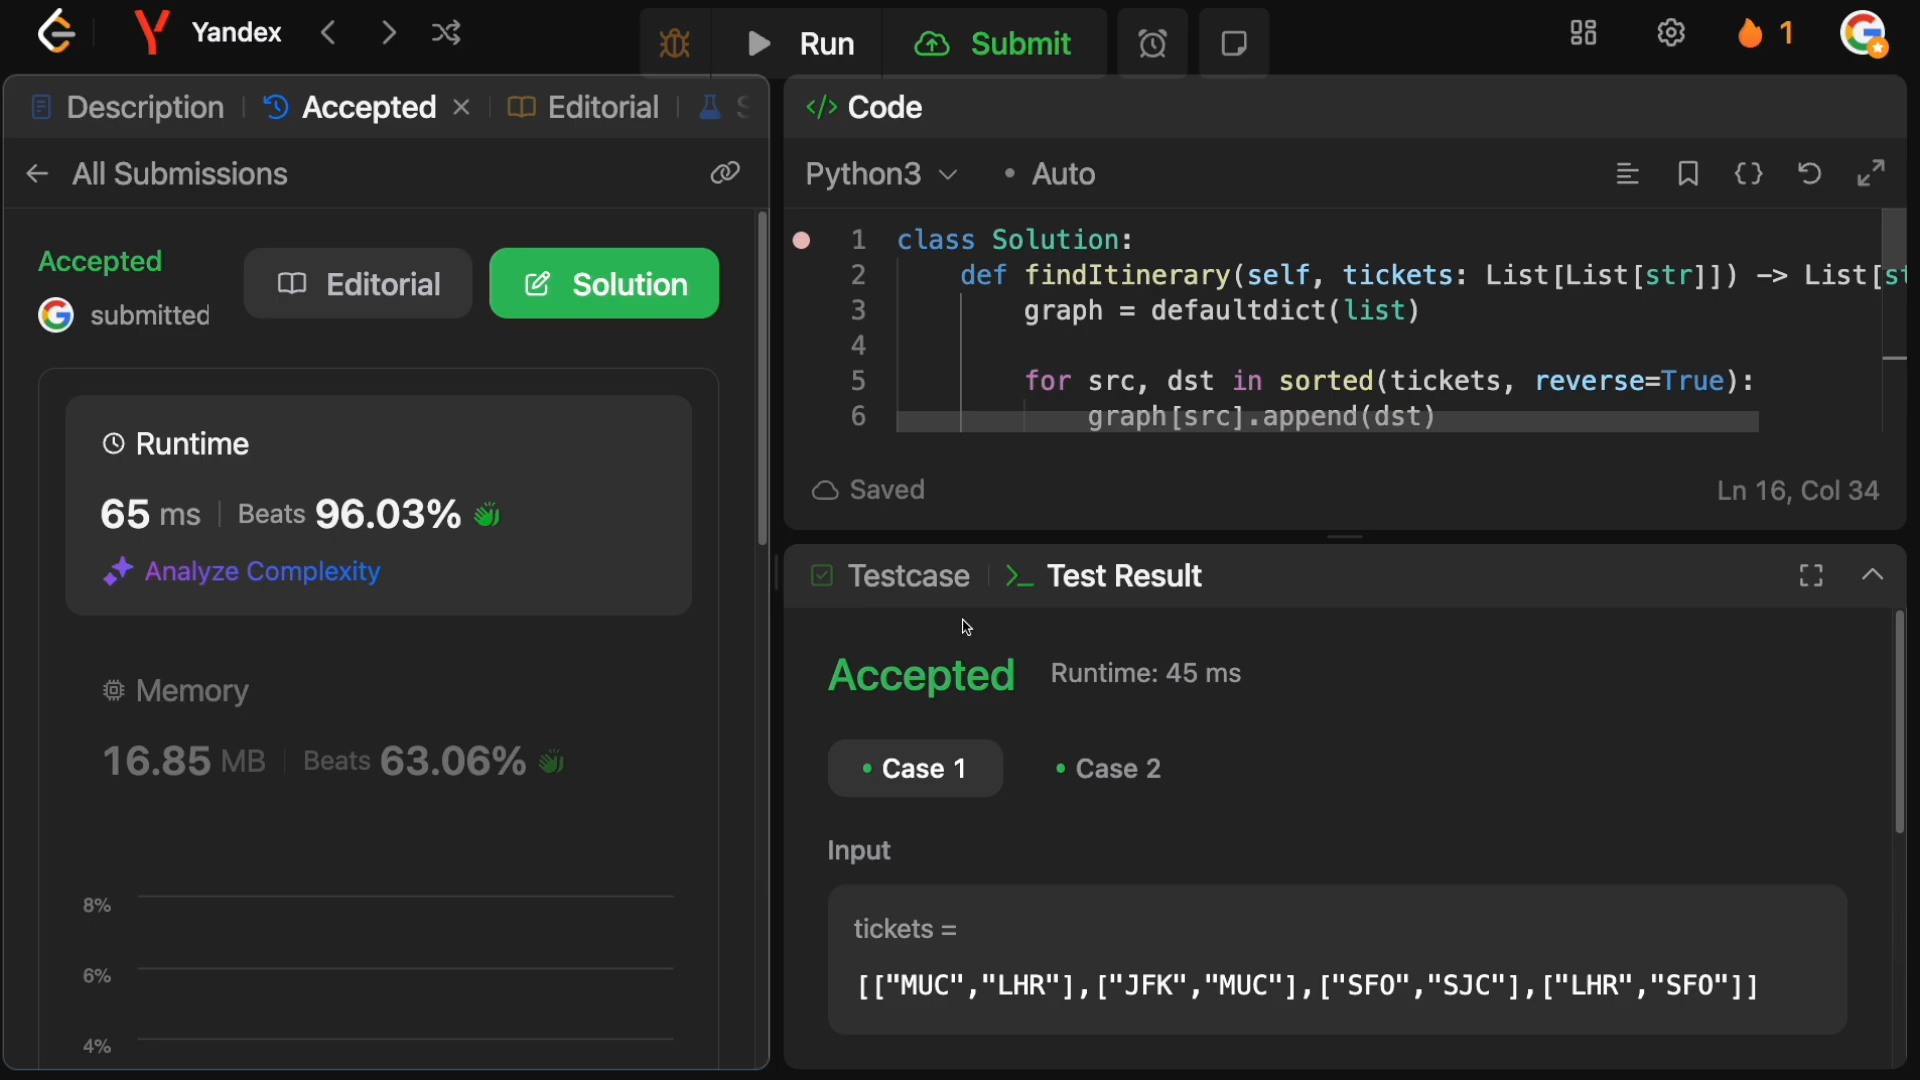 Yandex
Run
Submit
1
Description
Accepted
Editorial
All Submissions
Accepted
submitted
Editorial
Solution
Runtime
65 ms
Beats 96.03%
Analyze Complexity
Memory
16.85 MB
Beats 63.06%
8%
6%
4%
</> Code
Python3
Auto
1 class Solution:
2 def findItinerary(self, tickets: List[List[str]]) -> List[st
3 graph = defaultdict(list)
4
5 for src, dst in sorted(tickets, reverse=True):
6 graph[src].append(dst)
Saved
Ln 16, Col 34
Testcase
Test Result
Accepted
Runtime: 45 ms
Case 1
Case 2
Input
tickets =
[["MUC","LHR"],["JFK","MUC"],["SFO","SJC"],["LHR","SFO"]]